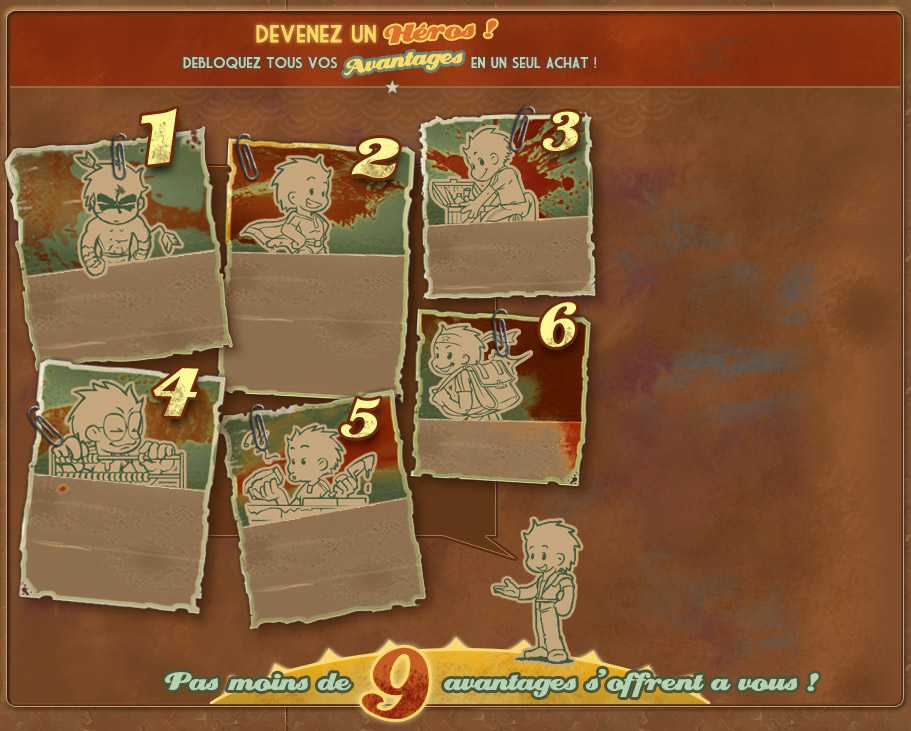 DEVENEZ UN Héros !
DEBLOQUEZ TOUS VOS Avantages EN UN SEUL ACHAT !
1
2
3
4
5
6
Pas moins de 9 avantages s'offrent a vous !